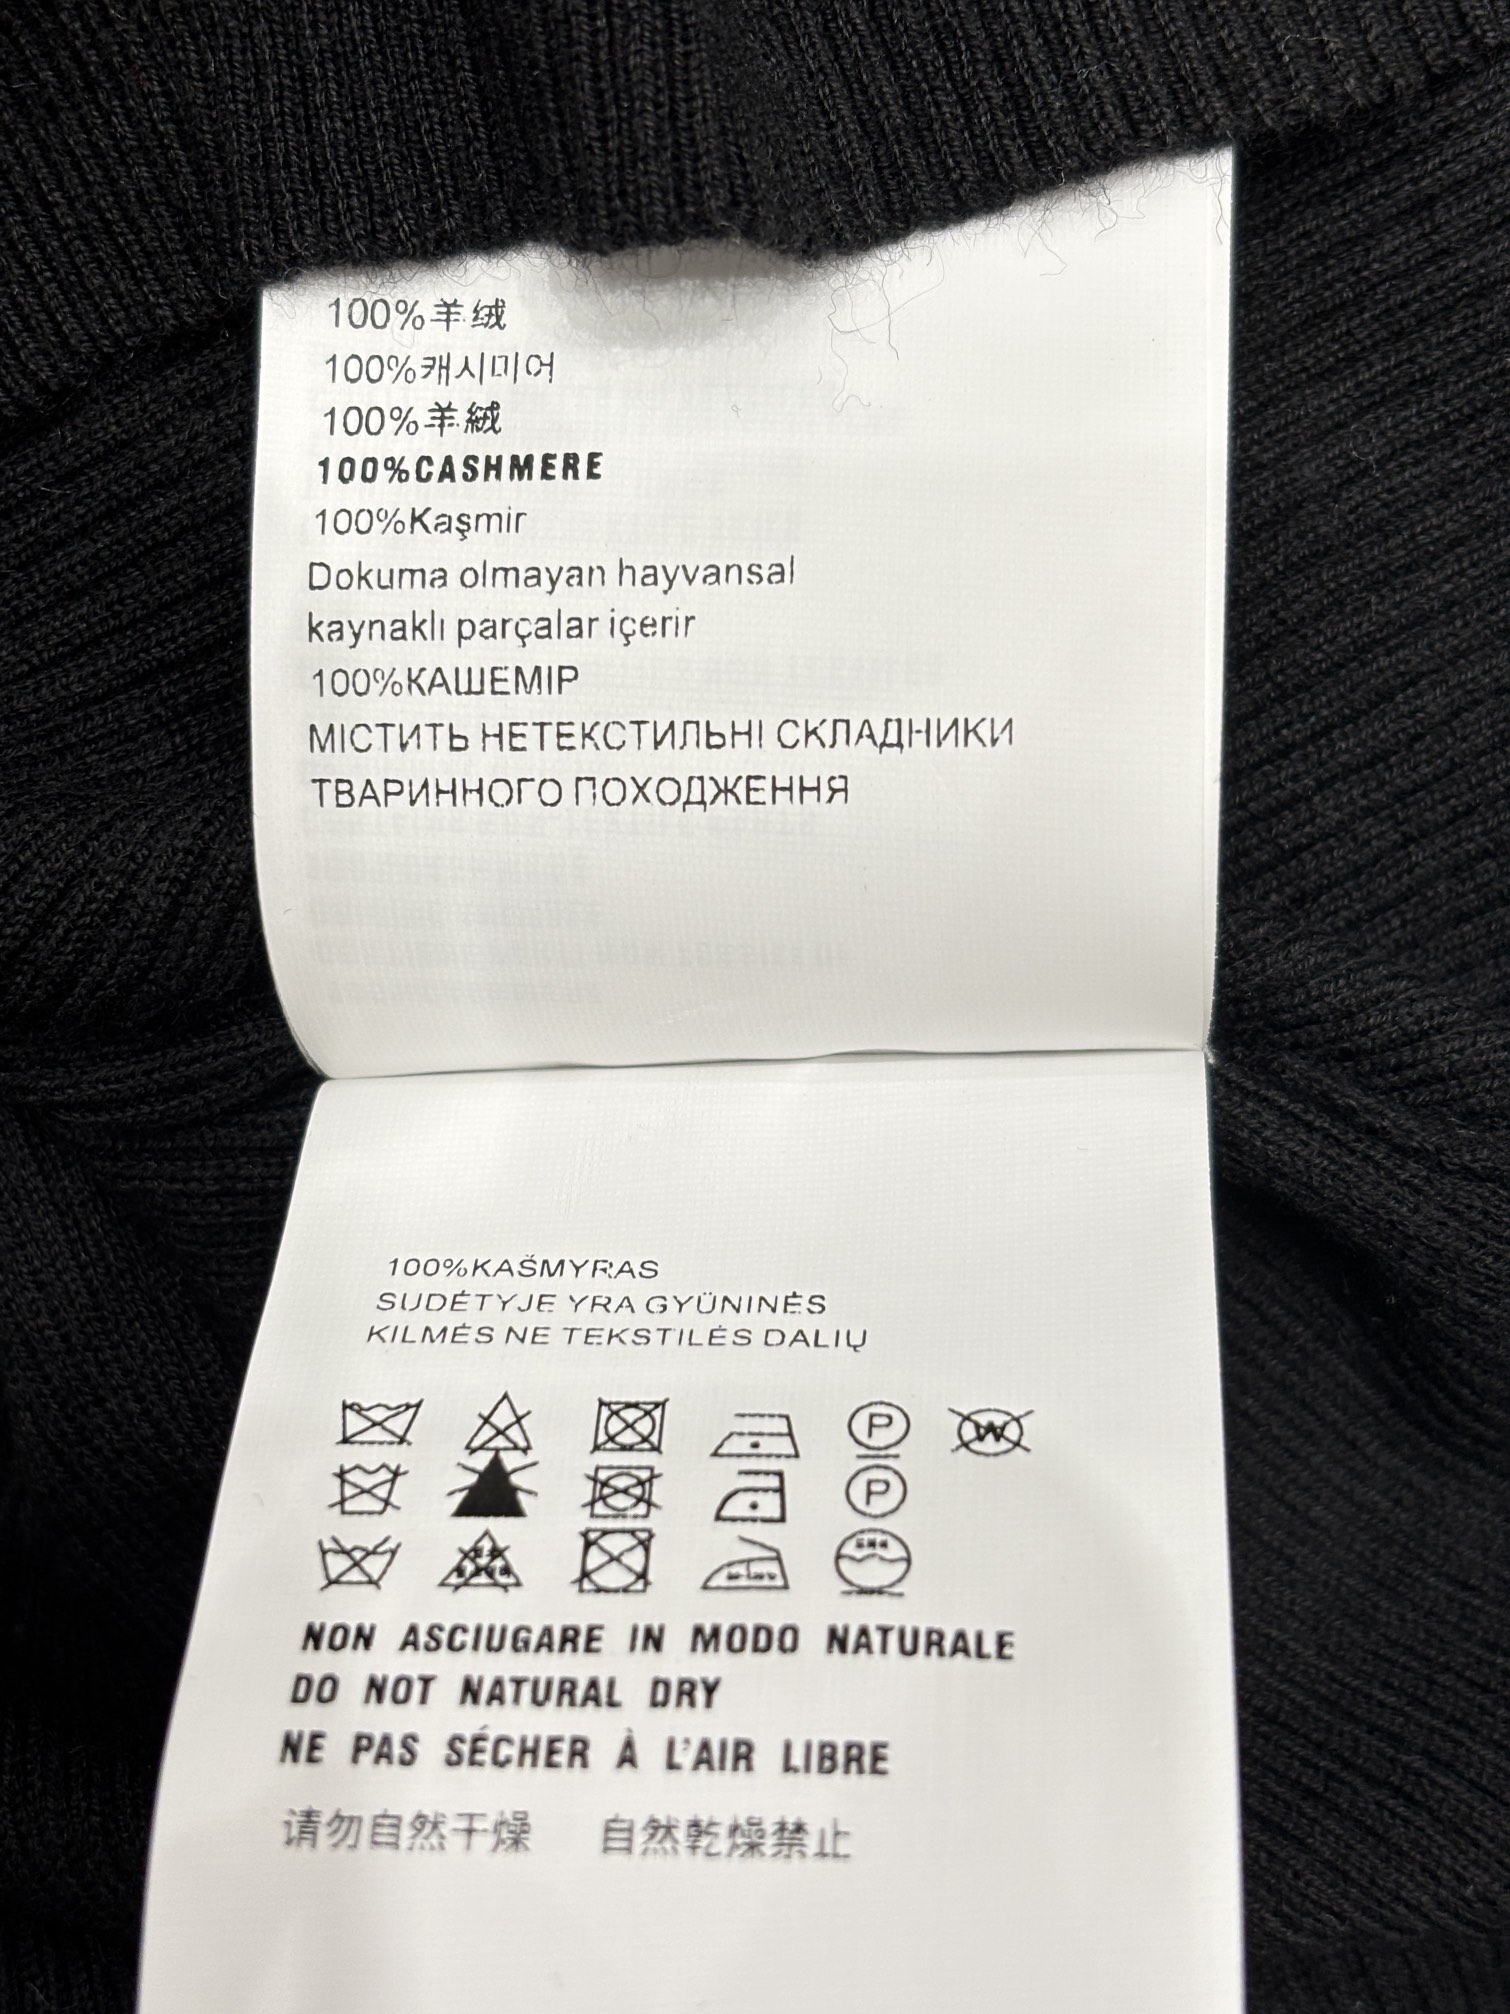 100%羊绒
100%캐시미어
100%羊絨
100%CASHMERE
100%Kaşmir
Dokuma olmayan hayvansal
kaynaklı parçalar içerir
100%КАШЕМІР
МІСТИТЬ НЕТЕКСТИЛЬНІ СКЛАДНИКИ
ТВАРИННОГО ПОХОДЖЕННЯ
100%KAŠMYRAS
SUDĖTYJE YRA GYŪNINĖS
KILMĖS NE TEKSTILĖS DALIŲ
P W
P
NON ASCIUGARE IN MODO NATURALE
DO NOT NATURAL DRY
NE PAS SÉCHER À L'AIR LIBRE
请勿自然干燥 自然乾燥禁止